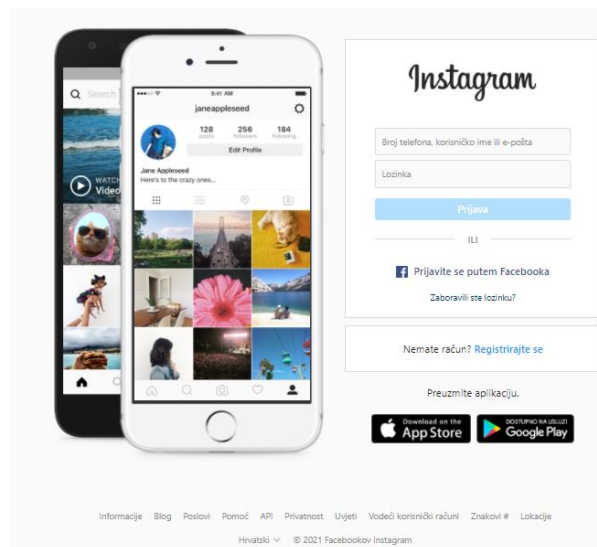 Search
WATCH
Video
9:41 AM
janeappleseed
128 256 184
posts followers following
Edit Profile
Jane Appleseed
Here's to the crazy ones...
Instagram
Broj telefona, korisničko ime ili e-pošta
Lozinka
Prijava
ILI
Prijavite se putem Facebooka
Zaboravili ste lozinku?
Nemate račun? Registrirajte se
Preuzmite aplikaciju.
Download on the
App Store
DOSTUPNO NA USLUZI
Google Play
Informacije Blog Poslovi Pomoć API Privatnost Uvjeti Vodeći korisnički računi Znakovi # Lokacije
Hrvatski © 2021 Facebookov Instagram